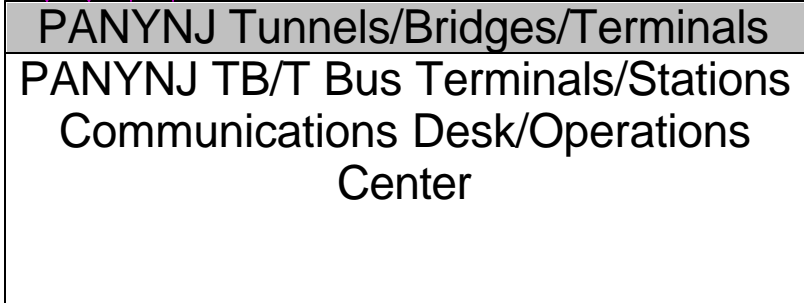 PANYNJ Tunnels/Bridges/Terminals
PANYNJ TB/T Bus Terminals/Stations
Communications Desk/Operations
Center